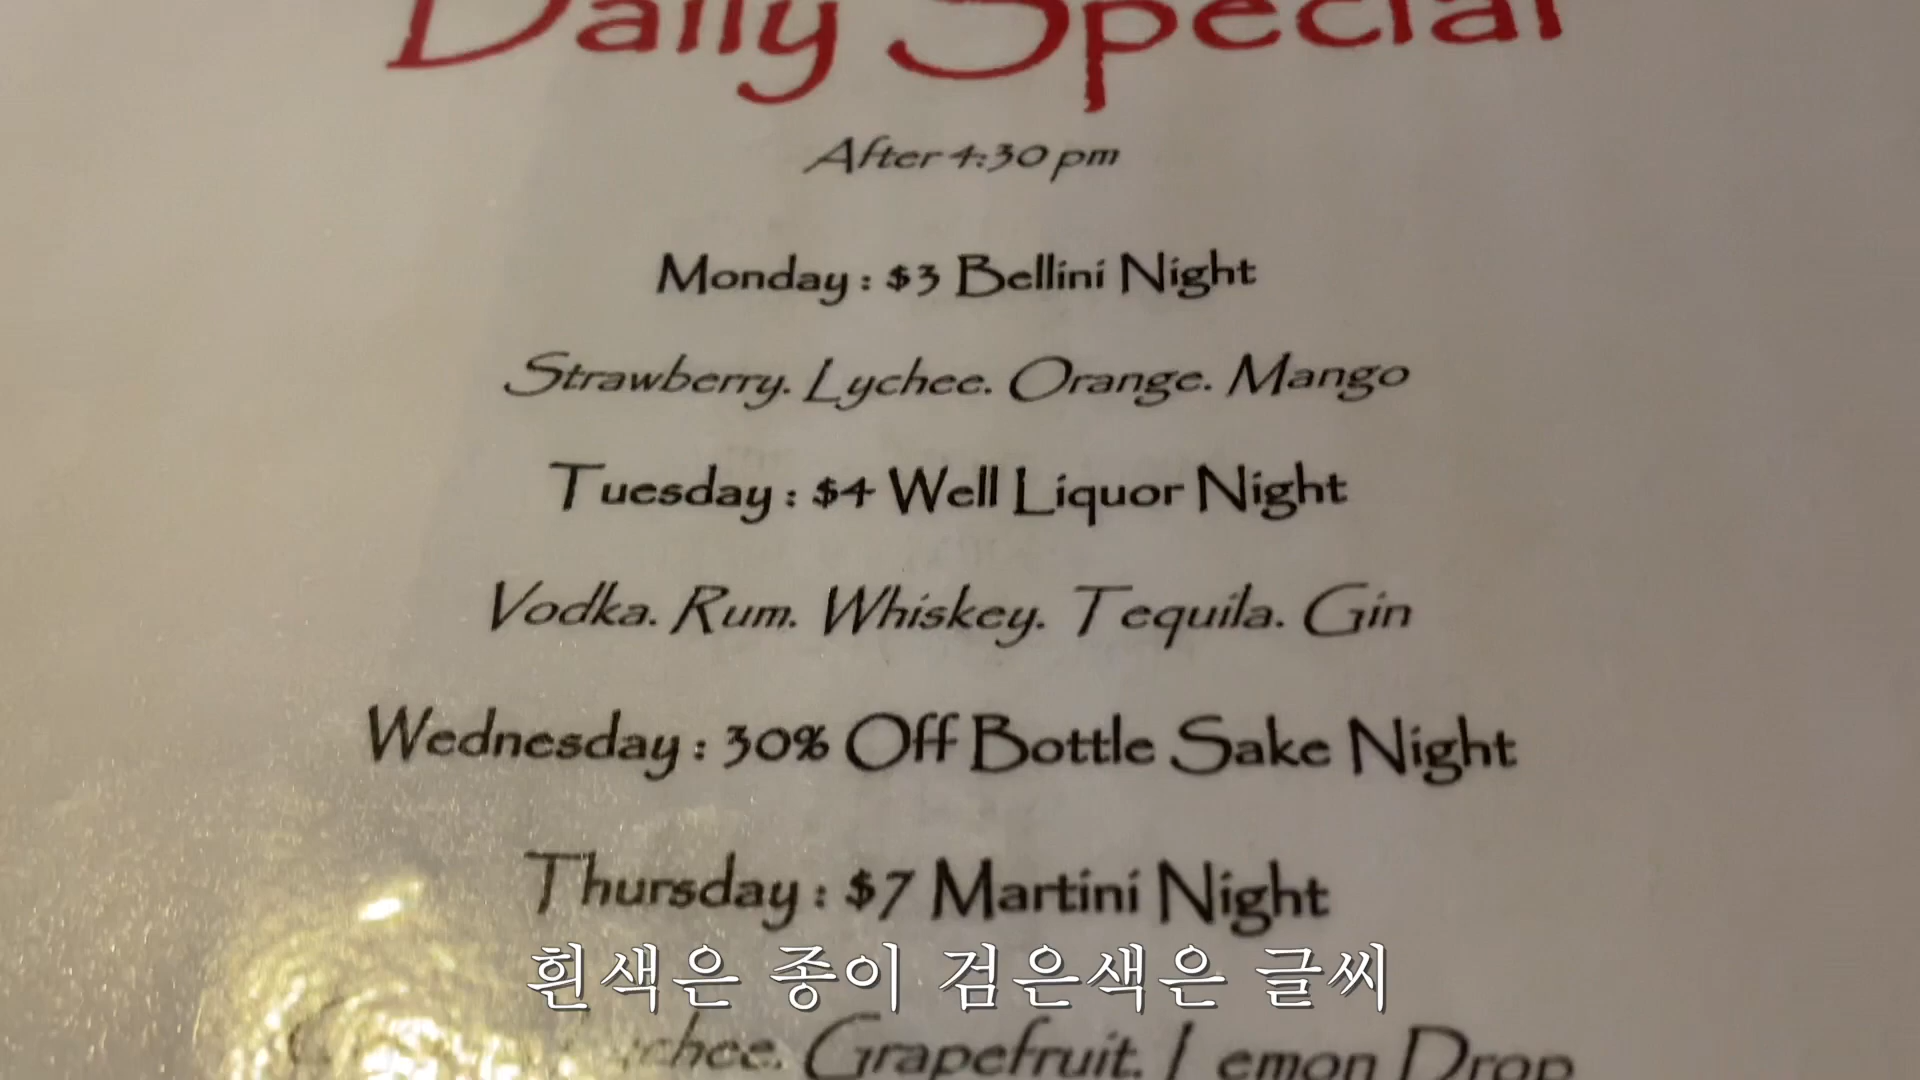 Daily Special
After 4:30 pm
Monday : $3 Bellini Night
Strawberry. Lychee. Orange. Mango
Tuesday : $4 Well Liquor Night
Vodka. Rum. Whiskey. Tequila. Gin
Wednesday : 30% Off Bottle Sake Night
Thursday : $7 Martini Night
흰색은 종이 검은색은 글씨
Grapefruit. Lemon Drop